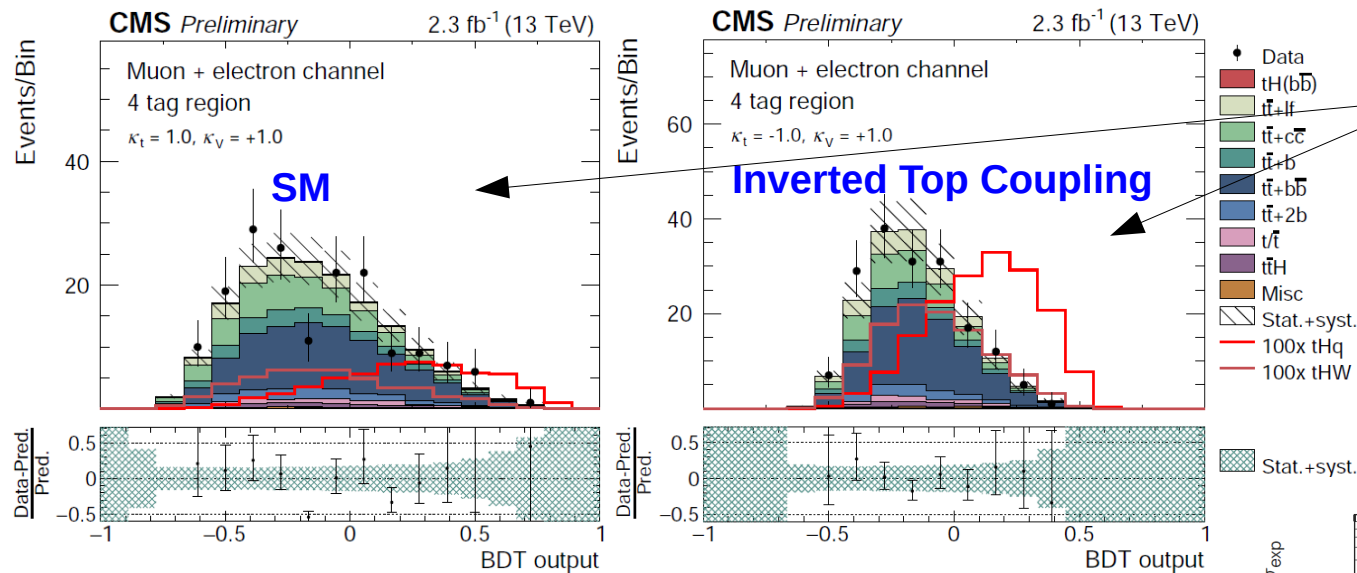 CMS Preliminary 2.3 fb⁻¹ (13 TeV)
Events/Bin
Muon + electron channel
4 tag region
κt = 1.0, κV = +1.0
SM
40
20
Data-Pred.
Pred.
0.5
0
−0.5
−1 −0.5 0 0.5 1
BDT output
CMS Preliminary 2.3 fb⁻¹ (13 TeV)
Events/Bin
Muon + electron channel
4 tag region
κt = -1.0, κV = +1.0
Inverted Top Coupling
60
40
20
Data-Pred.
Pred.
0.5
0
−0.5
−1 −0.5 0 0.5 1
BDT output
Data
tH(bb̅)
tt̅+lf
tt̅+cc̅
tt̅+b
tt̅+bb̅
tt̅+2b
t/t̅
tt̅H
Misc
Stat.+syst.
100x tHq
100x tHW
Stat.+syst.
exp